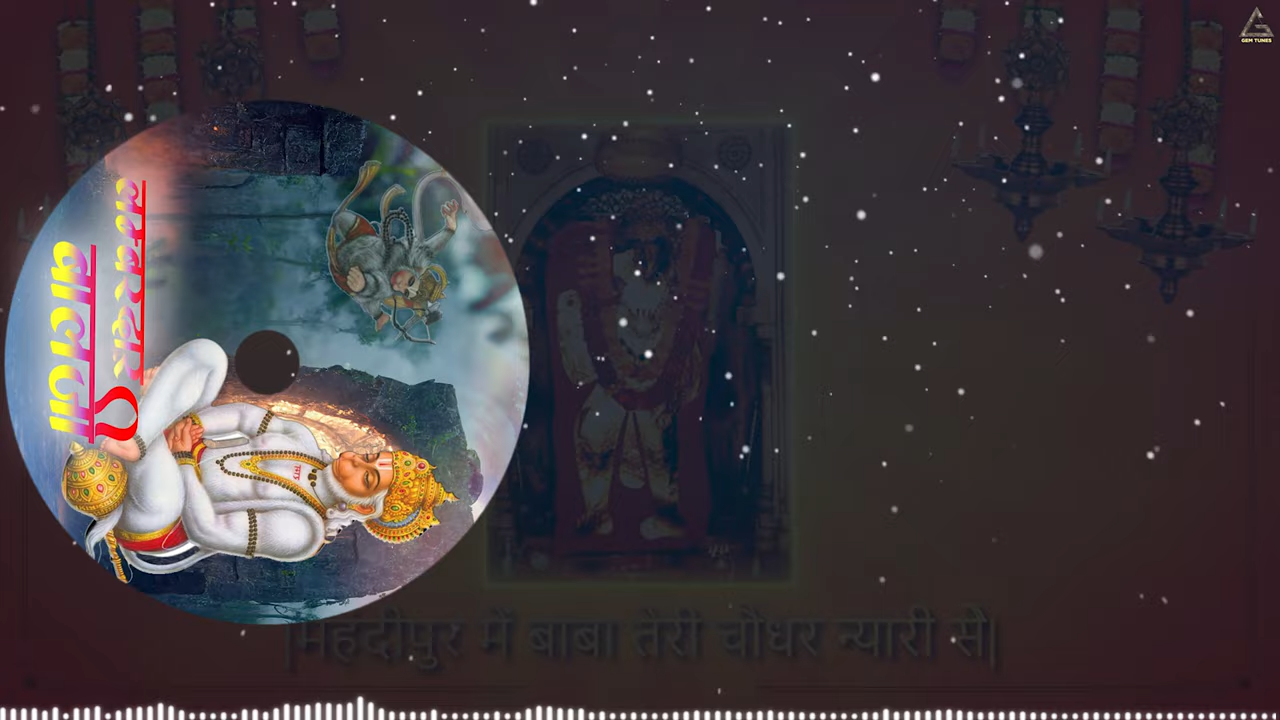 GEM TUNES
|मेहंदीपुर में बाबा तेरी चौधर न्यारी से|